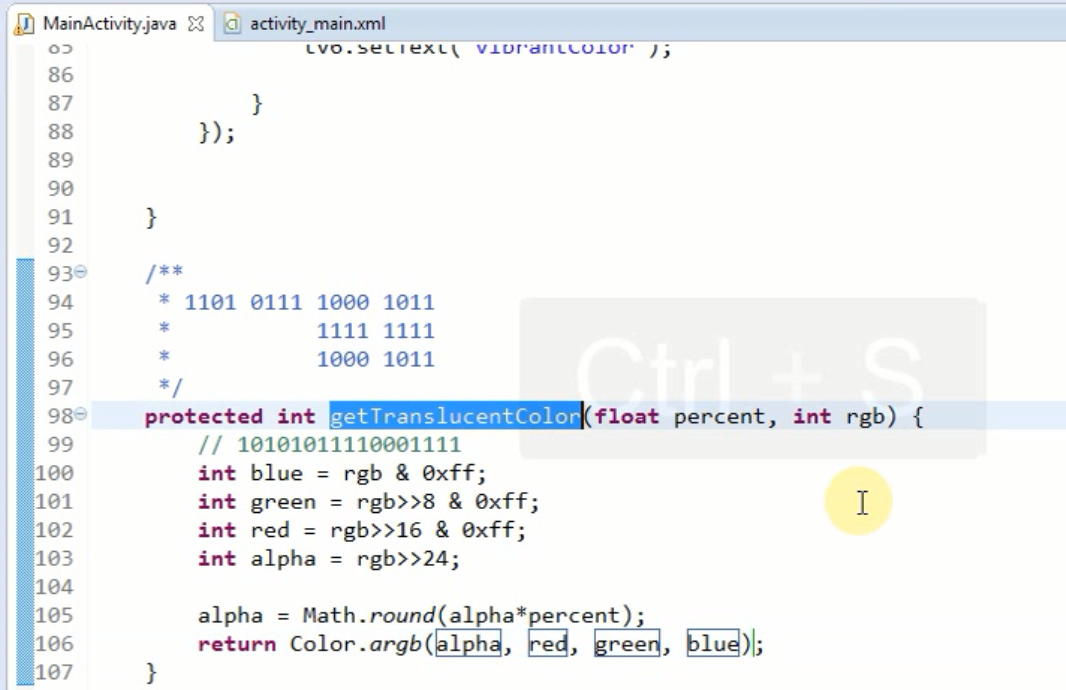 MainActivity.java activity_main.xml
85 tv6.setText("vibrantColor");
86
87 }
88 });
89
90
91 }
92
93 /**
94 * 1101 0111 1000 1011
95 * 1111 1111
96 * 1000 1011
97 */
98 protected int getTranslucentColor(float percent, int rgb) {
99 // 10101011110001111
100 int blue = rgb & 0xff;
101 int green = rgb>>8 & 0xff;
102 int red = rgb>>16 & 0xff;
103 int alpha = rgb>>24;
104
105 alpha = Math.round(alpha*percent);
106 return Color.argb(alpha, red, green, blue);
107 }
Ctrl + S